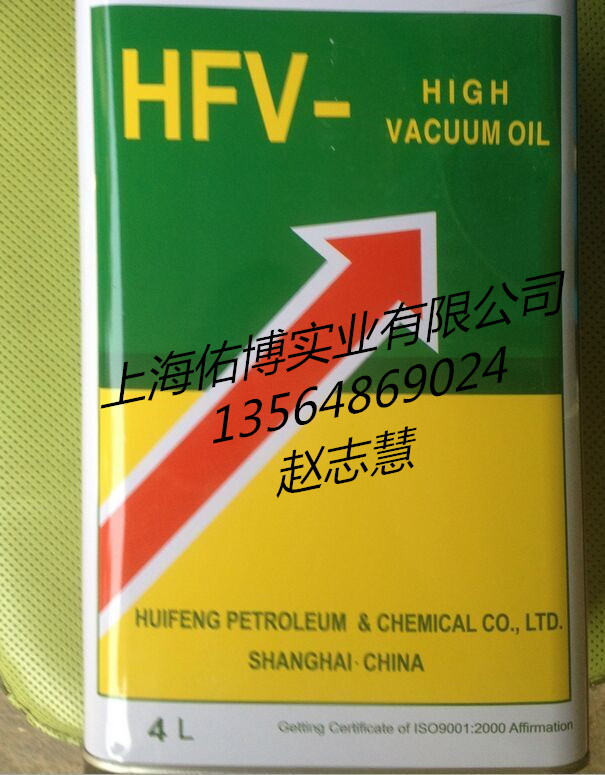 HFV- HIGH
VACUUM OIL
上海佑博实业有限公司
13564869024
赵志慧
HUIFENG PETROLEUM & CHEMICAL CO., LTD.
SHANGHAI·CHINA
4 L Getting Certificate of ISO9001:2000 Affirmation